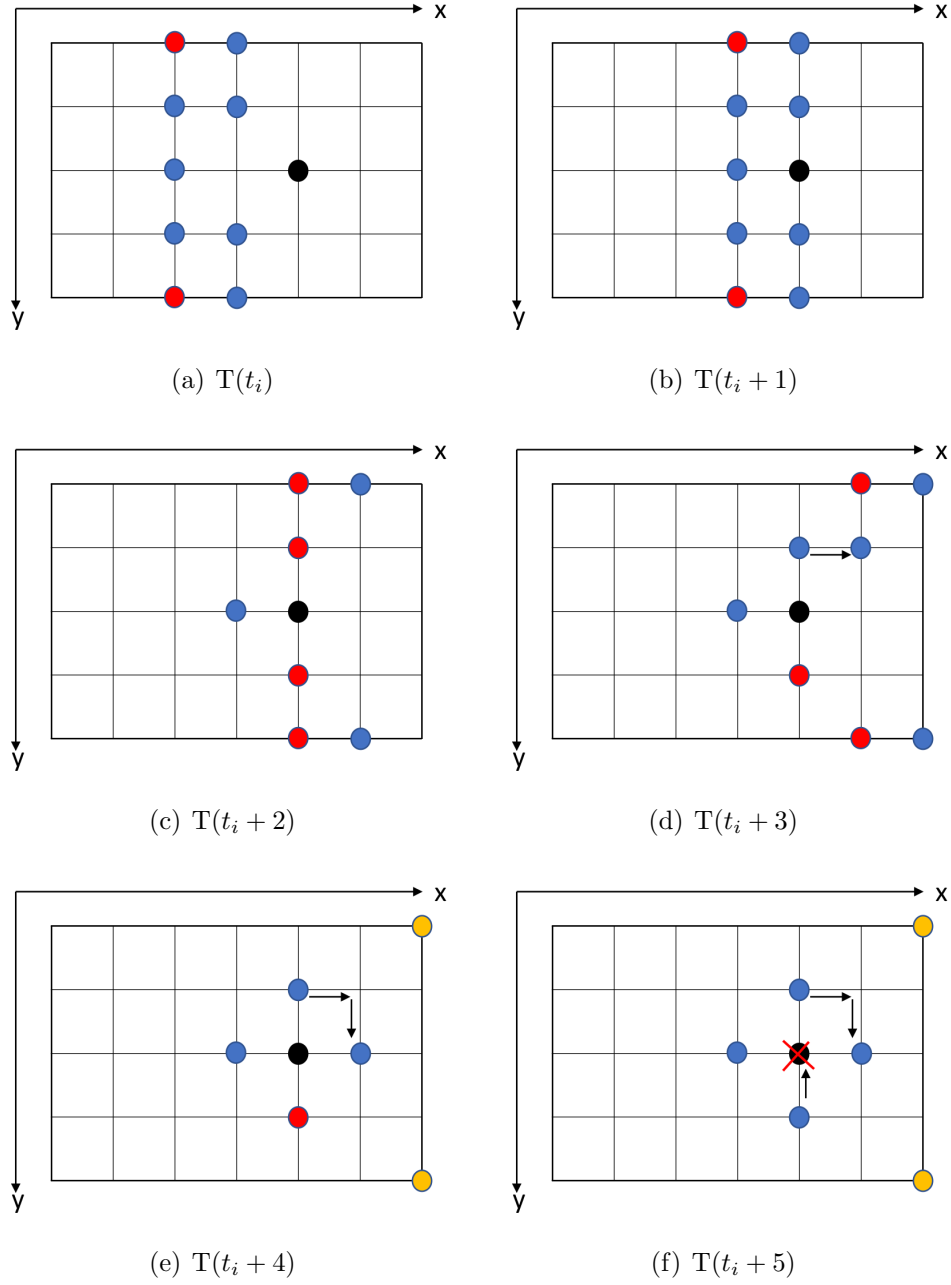 x
x
y
y
(a) T(t_i)
(b) T(t_i + 1)
x
x
y
y
(c) T(t_i + 2)
(d) T(t_i + 3)
x
x
y
y
(e) T(t_i + 4)
(f) T(t_i + 5)